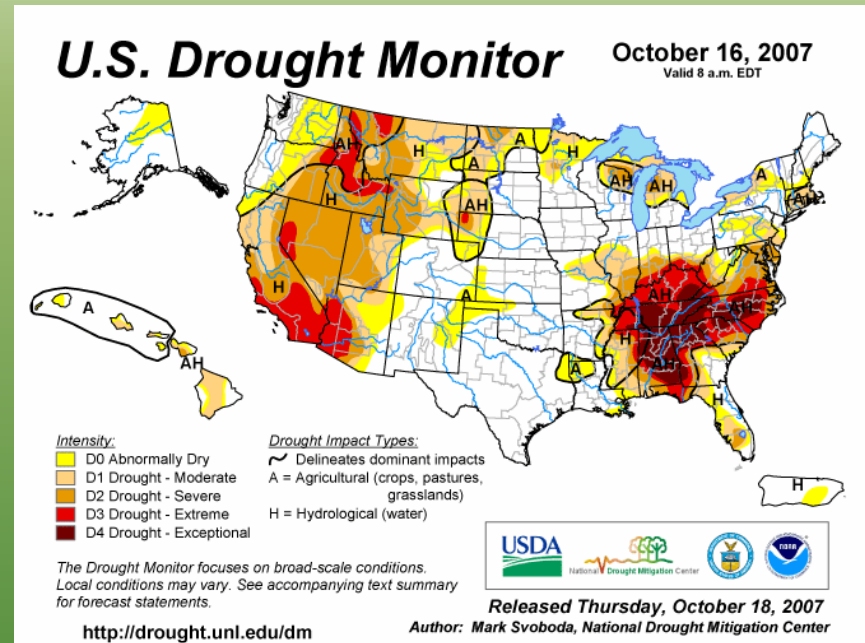 U.S. Drought Monitor
October 16, 2007
Valid 8 a.m. EDT
AH
H
A
A
H
AH
AH
AH
A
AH
H
H
A
AH
AH
H
AH
A
H
A
AH
H
Intensity:
D0 Abnormally Dry
D1 Drought - Moderate
D2 Drought - Severe
D3 Drought - Extreme
D4 Drought - Exceptional
Drought Impact Types:
Delineates dominant impacts
A = Agricultural (crops, pastures,
grasslands)
H = Hydrological (water)
The Drought Monitor focuses on broad-scale conditions.
Local conditions may vary. See accompanying text summary
for forecast statements.
http://drought.unl.edu/dm
USDA
National Drought Mitigation Center
NOAA
Released Thursday, October 18, 2007
Author: Mark Svoboda, National Drought Mitigation Center